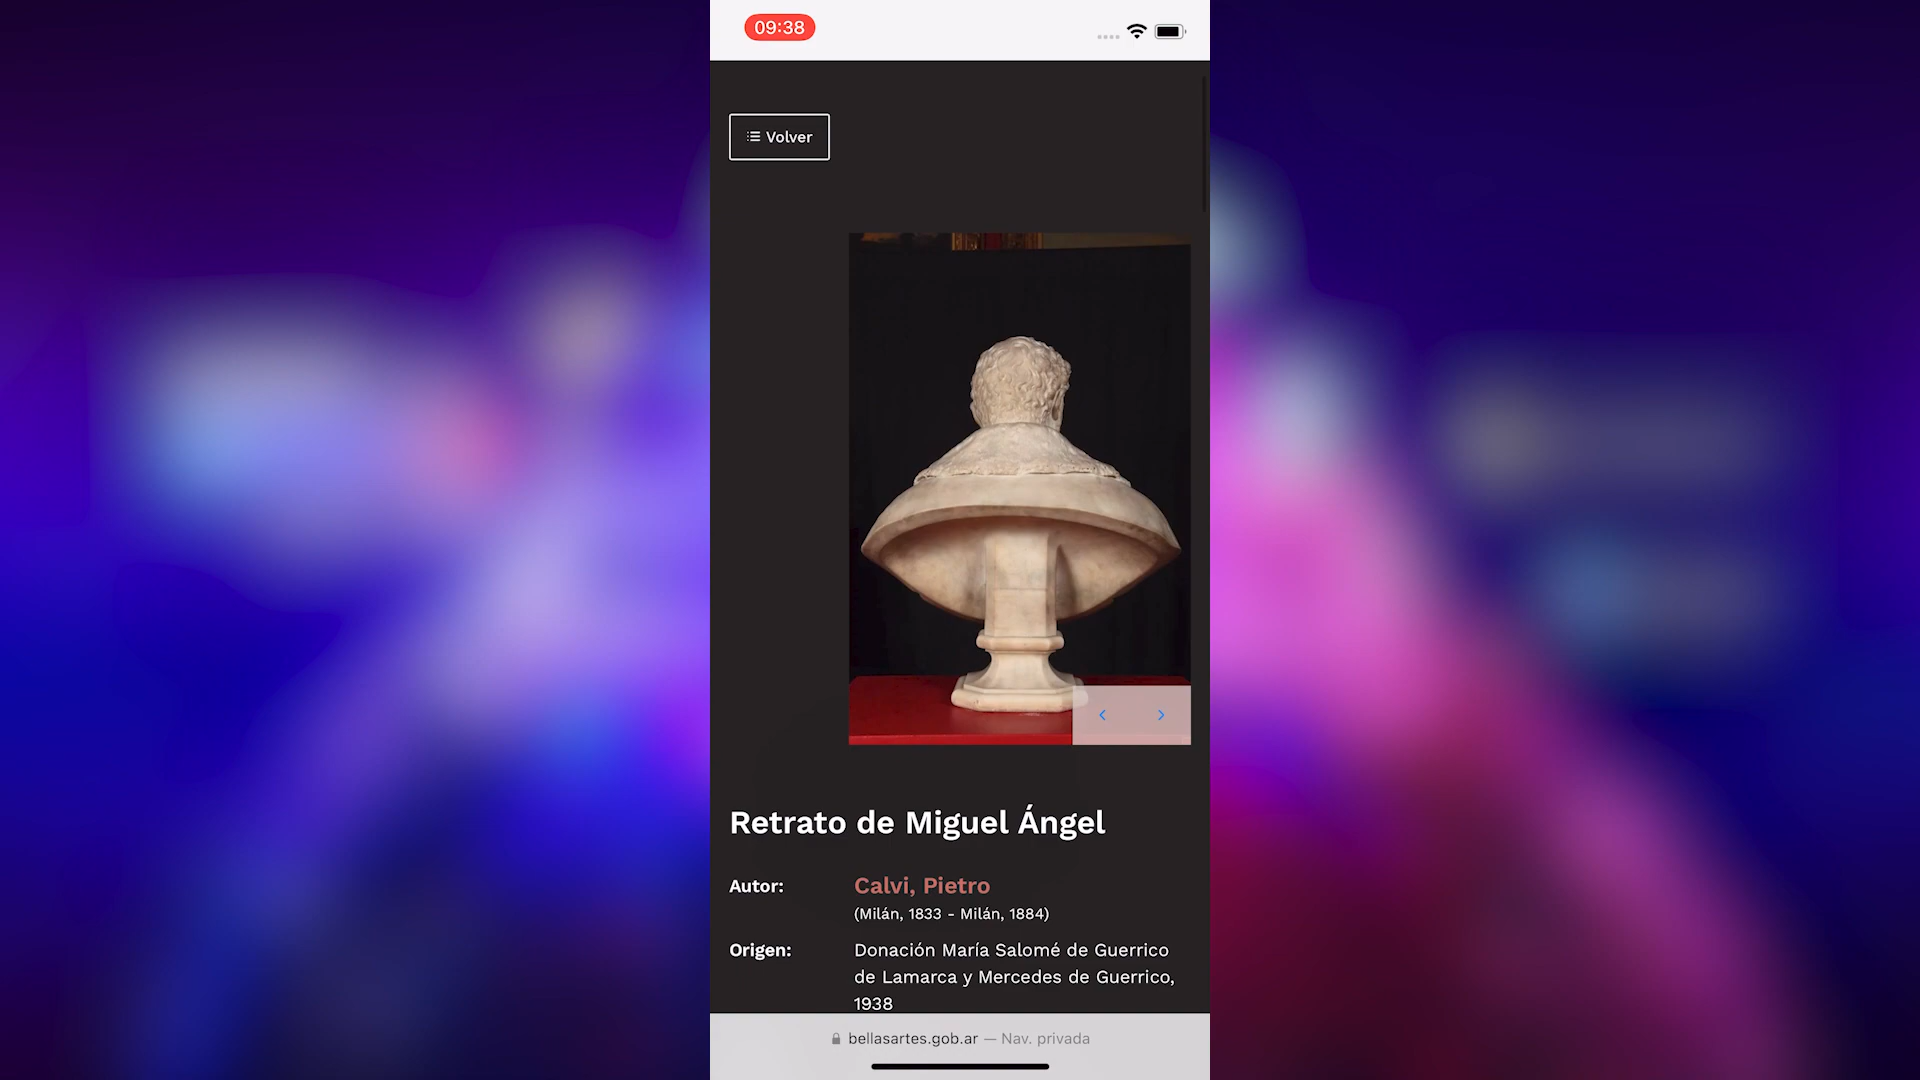 09:38
Volver
Retrato de Miguel Ángel
Autor:
Calvi, Pietro
(Milán, 1833 - Milán, 1884)
Origen:
Donación María Salomé de Guerrico
de Lamarca y Mercedes de Guerrico,
1938
bellasartes.gob.ar — Nav. privada